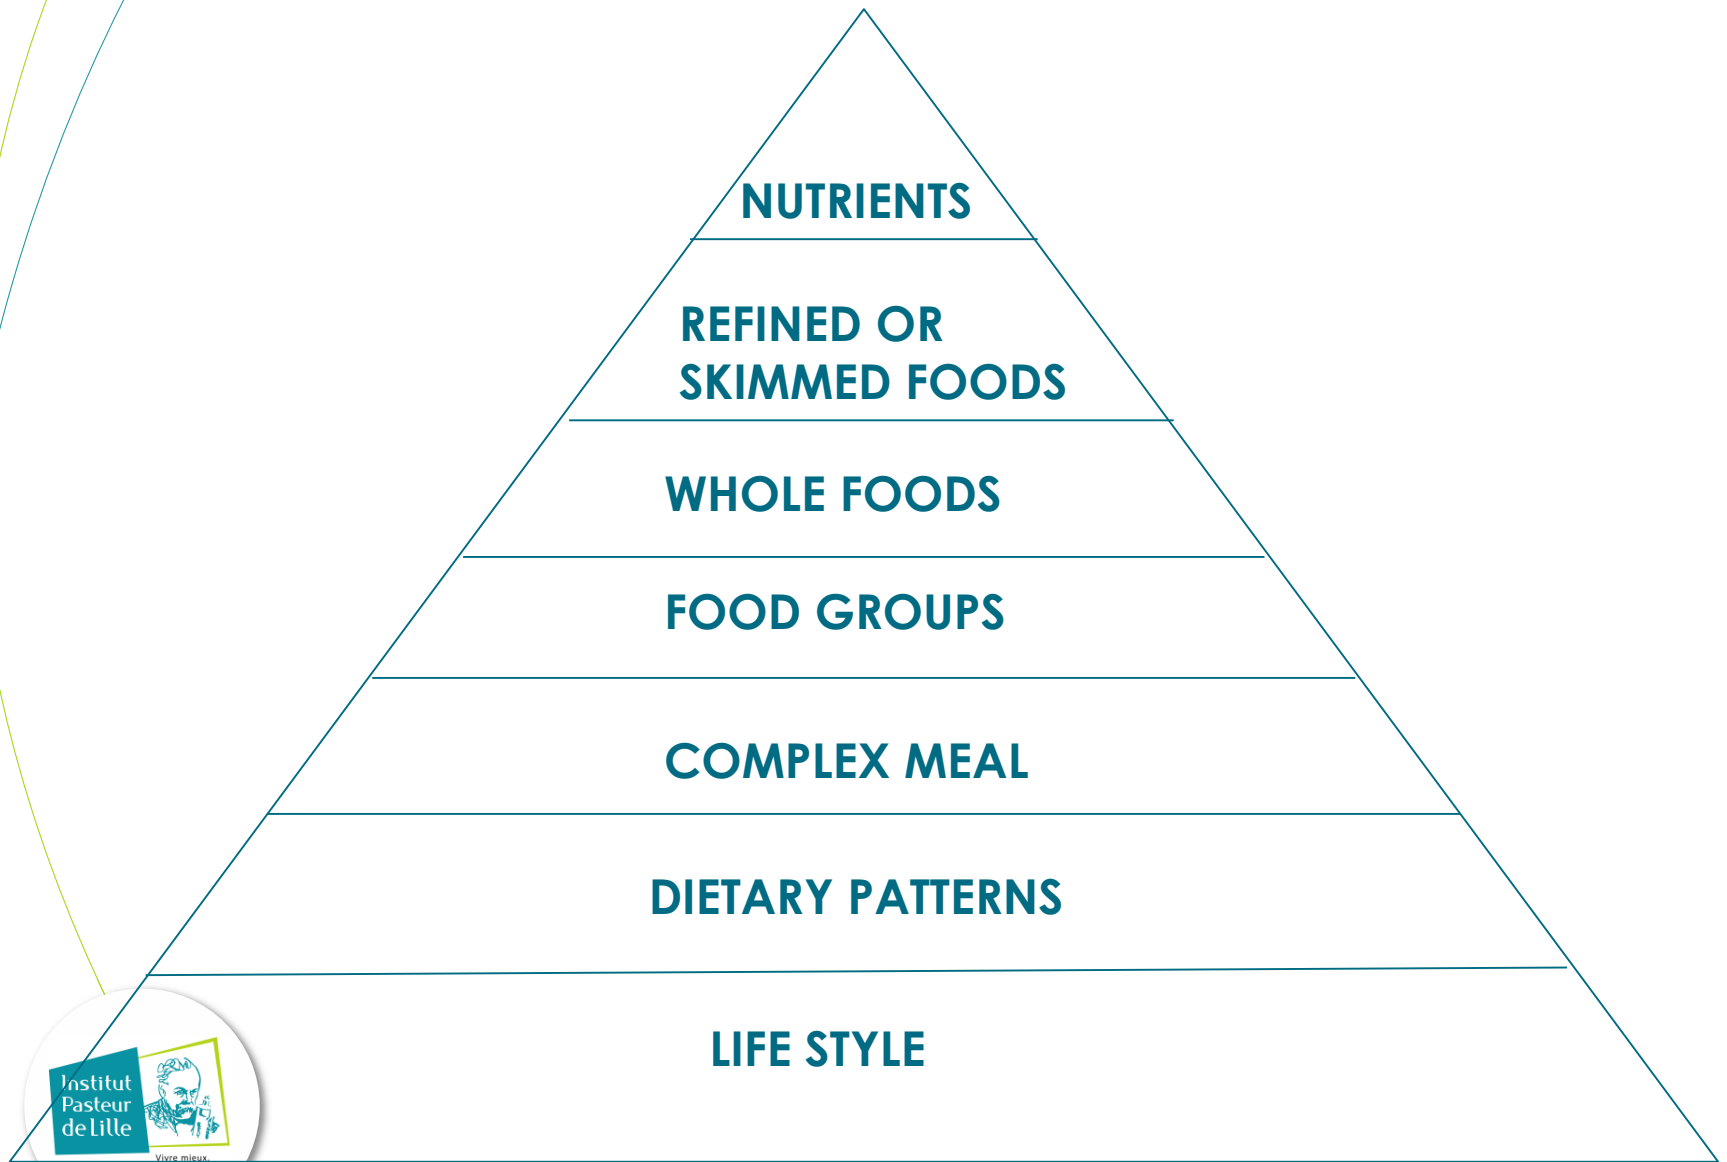 NUTRIENTS
REFINED OR
SKIMMED FOODS
WHOLE FOODS
FOOD GROUPS
COMPLEX MEAL
DIETARY PATTERNS
LIFE STYLE
Institut
Pasteur
de Lille
Vivre mieux,